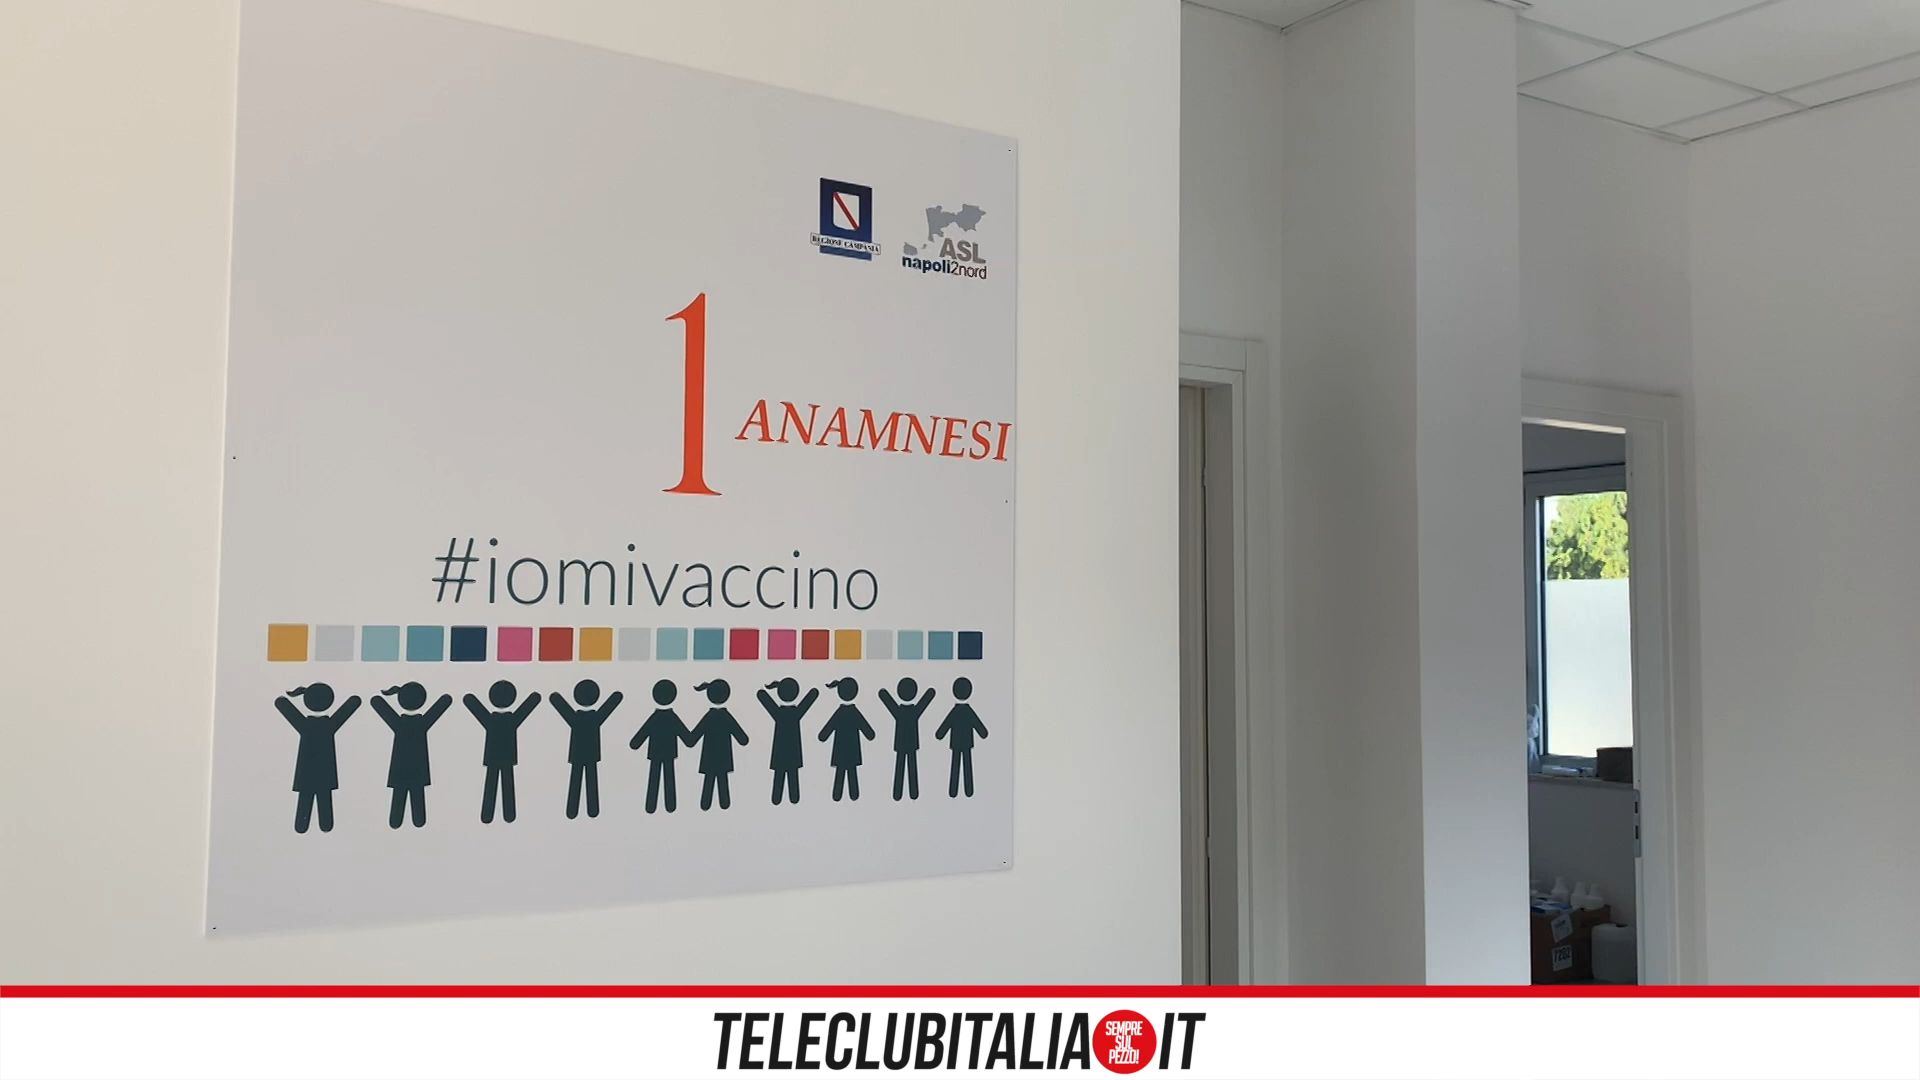 REGIONE CAMPANIA
ASL
napoli2nord
1 ANAMNESI
#iomivaccino
TELECLUBITALIA.IT
SEMPRE
SUL
PEZZO!